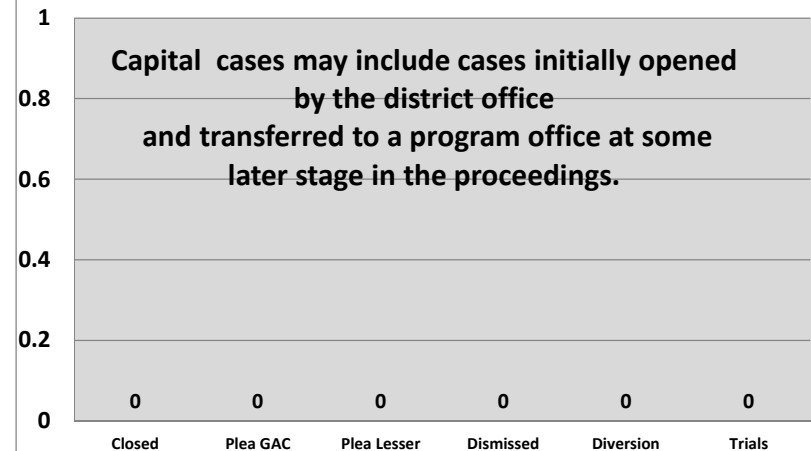 1
Capital  cases may include cases initially opened
by the district office
0.8
and transferred to a program office at some
later stage in the proceedings.
0.6
0.4
0.2
0 0 0 0 0 0
0
Closed Plea GAC Plea Lesser Dismissed Diversion Trials